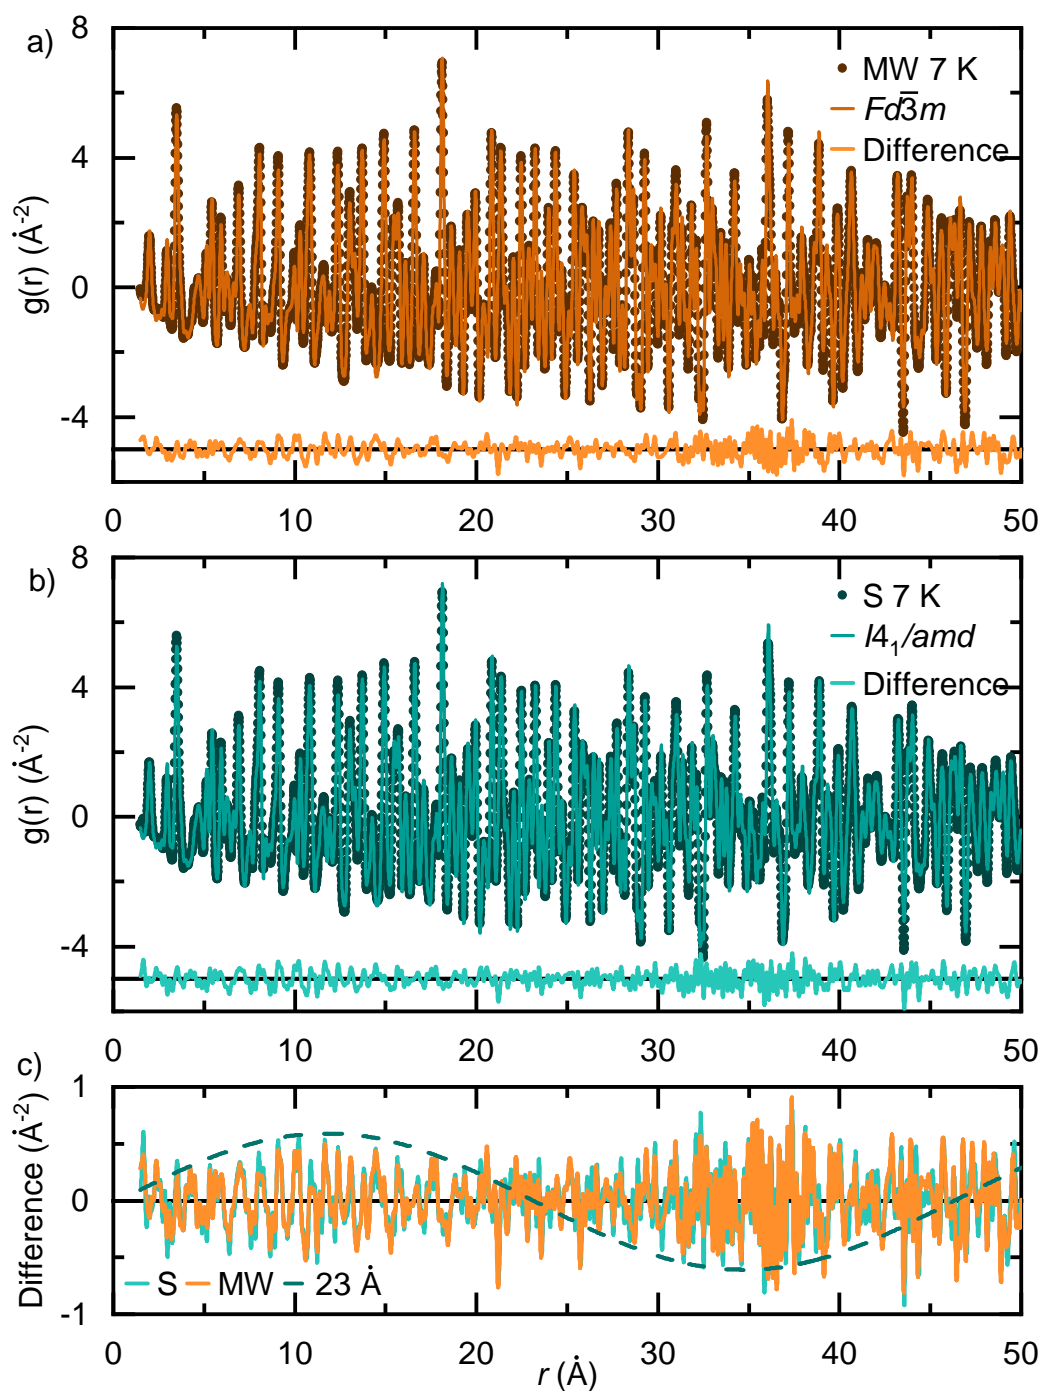 a)
8
4
0
-4
g(r) (Å⁻²)
MW 7 K
Fd3̅m
Difference
0 10 20 30 40 50
b)
8
4
0
-4
g(r) (Å⁻²)
S 7 K
I4₁/amd
Difference
0 10 20 30 40 50
c)
1
0
-1
Difference (Å⁻²)
S MW 23 Å
0 10 20 30 40 50
r (Å)